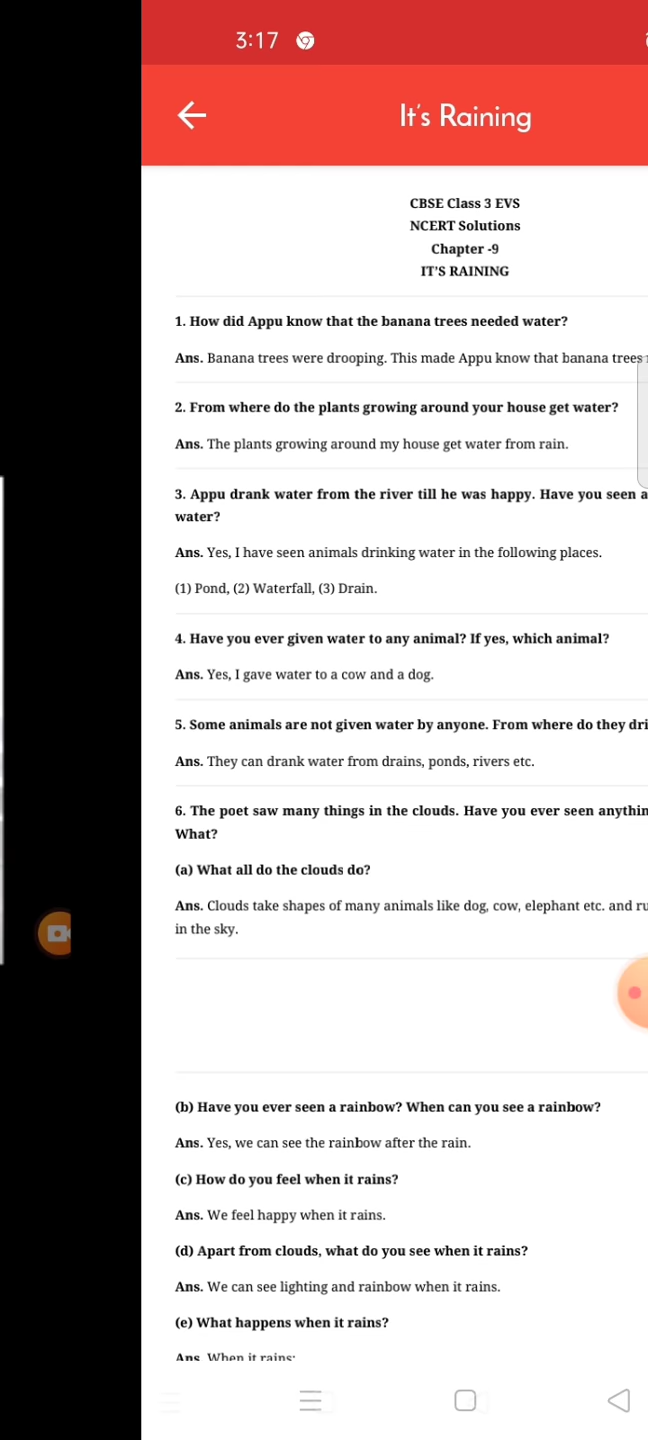 3:17
It's Raining
CBSE Class 3 EVS
NCERT Solutions
Chapter -9
IT'S RAINING
1. How did Appu know that the banana trees needed water?
Ans. Banana trees were drooping. This made Appu know that banana trees
2. From where do the plants growing around your house get water?
Ans. The plants growing around my house get water from rain.
3. Appu drank water from the river till he was happy. Have you seen a
water?
Ans. Yes, I have seen animals drinking water in the following places.
(1) Pond, (2) Waterfall, (3) Drain.
4. Have you ever given water to any animal? If yes, which animal?
Ans. Yes, I gave water to a cow and a dog.
5. Some animals are not given water by anyone. From where do they dri
Ans. They can drank water from drains, ponds, rivers etc.
6. The poet saw many things in the clouds. Have you ever seen anythin
What?
(a) What all do the clouds do?
Ans. Clouds take shapes of many animals like dog, cow, elephant etc. and ru
in the sky.
(b) Have you ever seen a rainbow? When can you see a rainbow?
Ans. Yes, we can see the rainbow after the rain.
(c) How do you feel when it rains?
Ans. We feel happy when it rains.
(d) Apart from clouds, what do you see when it rains?
Ans. We can see lighting and rainbow when it rains.
(e) What happens when it rains?
Ans. When it rains: